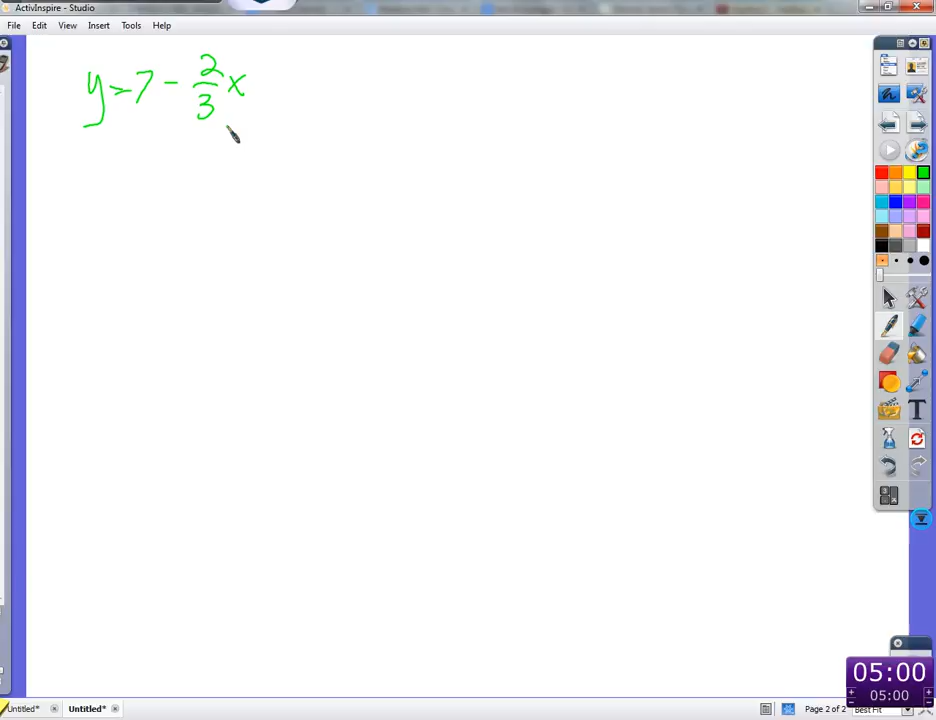 ActivInspire - Studio
File Edit View Insert Tools Help
y = 7 - 2/3 x
05:00
05:00
Untitled* Untitled* Page 2 of 2 Best Fit